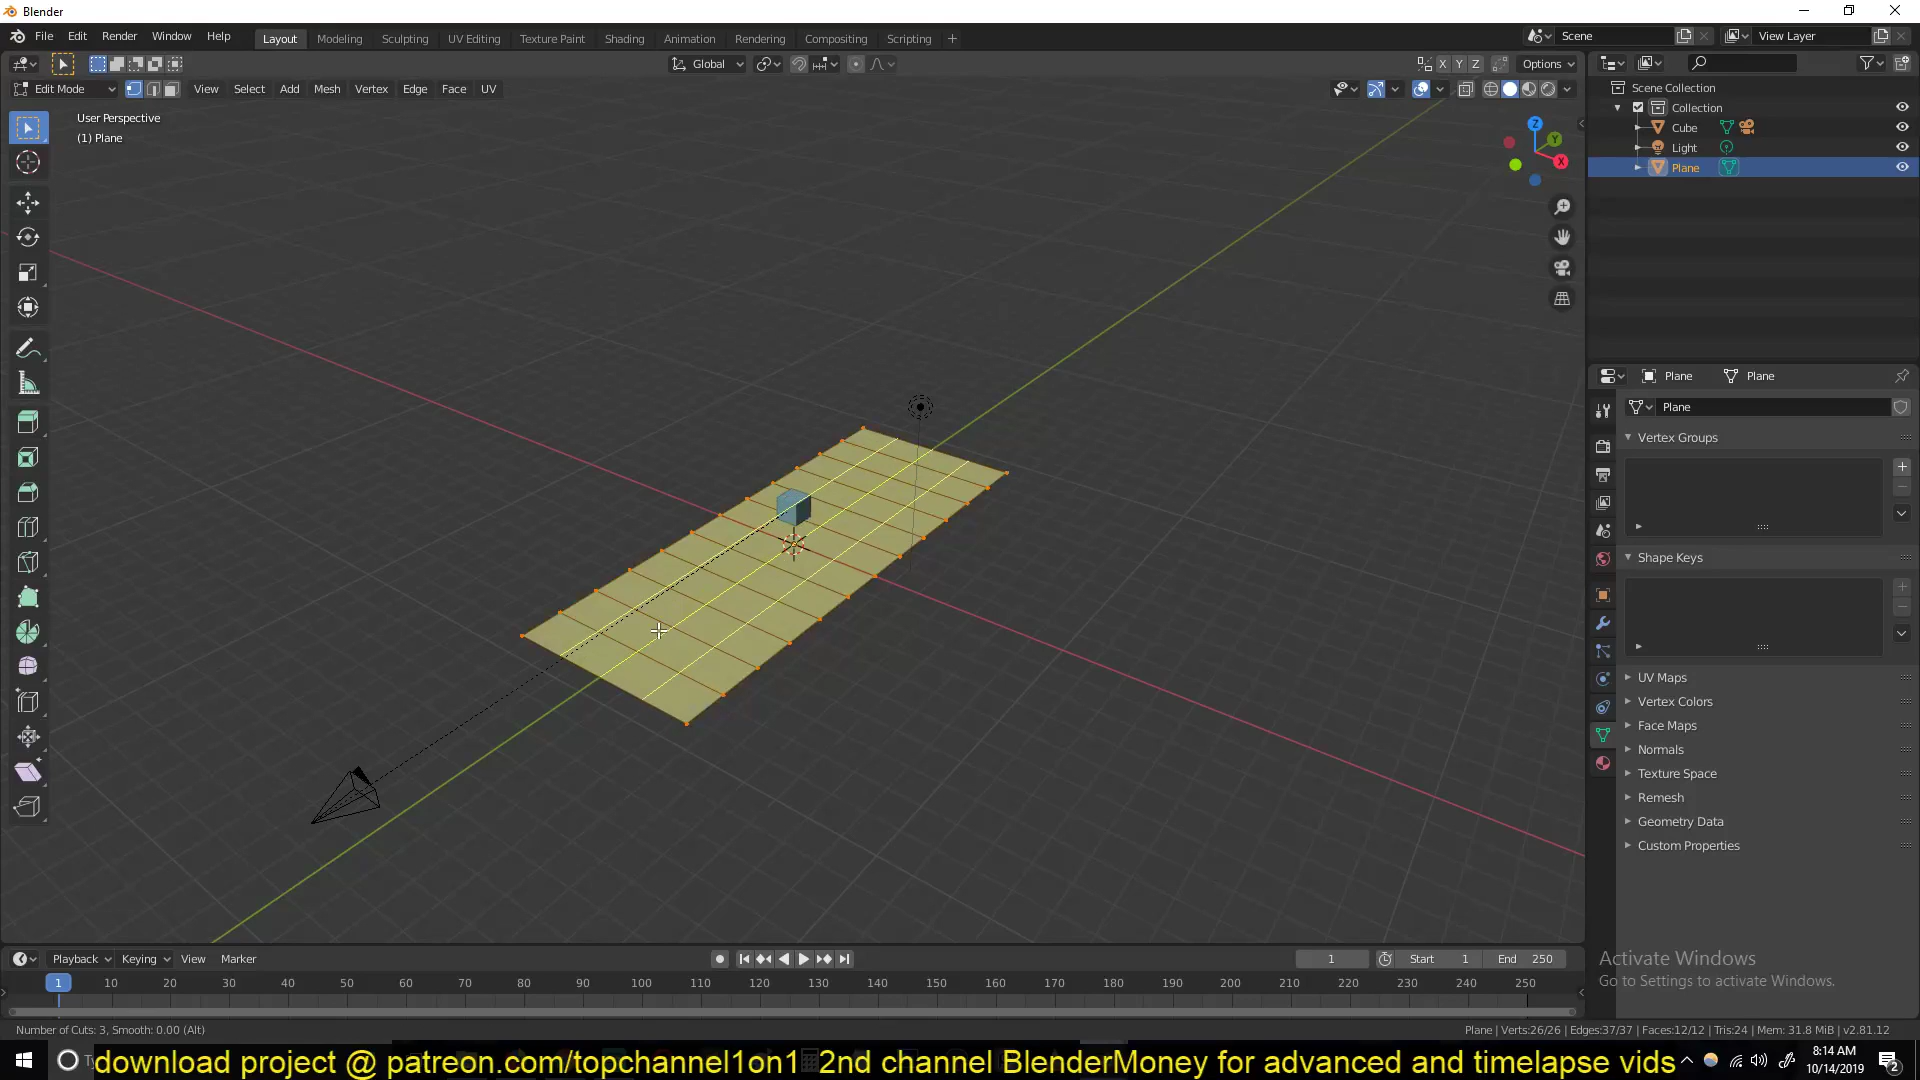 Blender
File Edit Render Window Help Layout Modeling Sculpting UV Editing Texture Paint Shading Animation Rendering Compositing Scripting + Scene View Layer
Global X Y Z Options
Edit Mode View Select Add Mesh Vertex Edge Face UV
User Perspective
(1) Plane
Z
Y
X
Scene Collection
Collection
Cube
Light
Plane
Plane Plane
Plane
Vertex Groups
Shape Keys
UV Maps
Vertex Colors
Face Maps
Normals
Texture Space
Remesh
Geometry Data
Custom Properties
Activate Windows
Go to Settings to activate Windows.
Playback Keying View Marker 1 Start 1 End 250
1 10 20 30 40 50 60 70 80 90 100 110 120 130 140 150 160 170 180 190 200 210 220 230 240 250
Number of Cuts: 3, Smooth: 0.00 (Alt) Plane | Verts:26/26 | Edges:37/37 | Faces:12/12 | Tris:24 | Mem: 31.8 MiB | v2.81.12
download project @ patreon.com/topchannel1on1 2nd channel BlenderMoney for advanced and timelapse vids
8:14 AM
10/14/2019
2